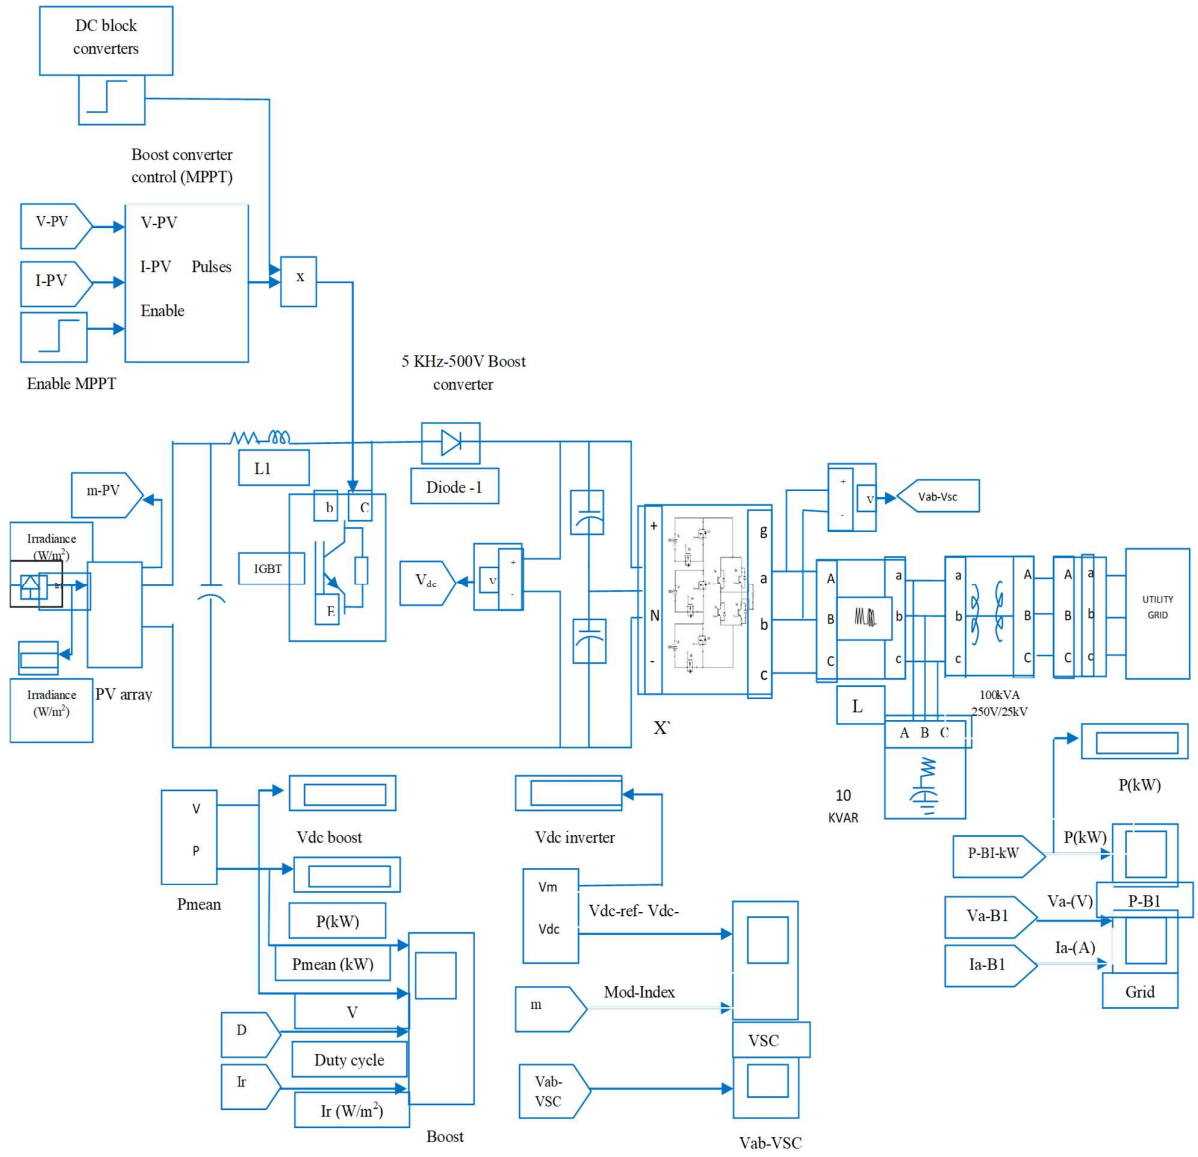 DC block
converters
Boost converter
control (MPPT)
V-PV
V-PV
I-PV
I-PV
Pulses
x
Enable
Enable MPPT
5 KHz-500V Boost
converter
L1
Diode -1
m-PV
b
C
IGBT
E
Irradiance
(W/m²)
Irradiance
(W/m²)
PV array
Vdc
V
+
-
+
N
-
g
a
b
c
X`
+
-
V
Vab-Vsc
A
B
C
a
b
c
L
a
b
c
A
B
C
A
B
C
a
b
c
UTILITY
GRID
100kVA
250V/25kV
A B C
10
KVAR
V
P
Pmean
Vdc boost
P(kW)
Pmean (kW)
V
D
Duty cycle
Ir
Ir (W/m²)
Boost
Vdc inverter
Vm
Vdc
Vdc-ref- Vdc-
m
Mod-Index
VSC
Vab-
VSC
Vab-VSC
P(kW)
P-BI-kW
P(kW)
P-B1
Va-B1
Va-(V)
Ia-B1
Ia-(A)
Grid